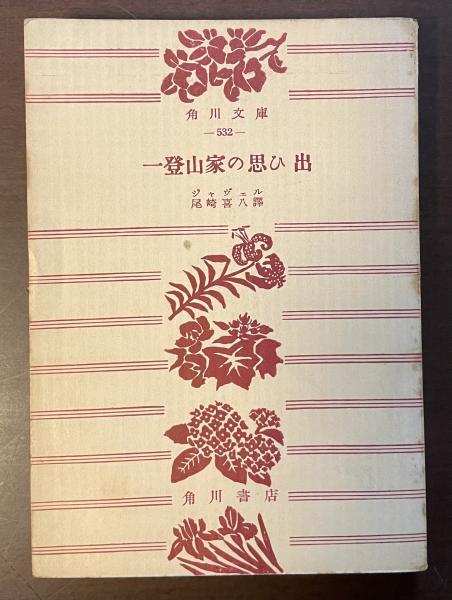 角川文庫
—532—
一登山家の思ひ出
ジャヴェル
尾崎喜八譯
角川書店